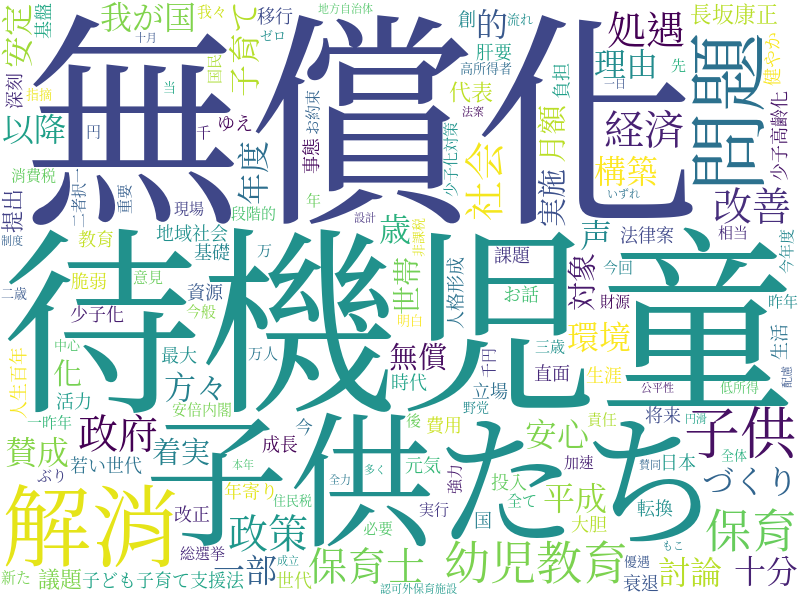 我が国
我々
移行
地方自治体
流れ
ゼロ
創
的
肝要
高所得者
処遇
理由
長坂康正
健やか
先
安定
基盤
十月
子育て
国民
お約束
代表
負担
一日
深刻
指摘
当
千
法案
以降
円
ゆえ
事態
月額
経済
問題
少子高齢化
無償化
消費税
年度
少子化対策
社会
実施
構築
いずれ
提出
二者択一
重要
現場
段階的
年
設計
改善
制度
教育
地域社会
基礎
万
非課税
歳
声
法律案
相当
今年度
二歳
脆弱
意見
資源
今般
世帯
人格形成
課題
お話
対象
今回
財源
昨年
待機児童
少子化
明白
環境
人生百年
中心
化
最大
方々
万人
無償
千円
三歳
生涯
生活
配慮
活力
安倍内閣
時代
立場
直面
公平性
低所得
一昨年
政府
今
後
野党
費用
責任
将来
円滑
子供
賛成
着実
成長
安心
子供たち
若い世代
ぶり
本年
全力
多く
元気
強力
加速
賛同
全体
日本
づくり
解消
年寄り
住民税
投入
全て
平成
転換
改正
政策
必要
実行
国
大胆
保育
総選挙
一部
保育士
幼児教育
もこ
新た
議題
子ども子育て支援法
世代
成立
認可外保育施設
優遇
衰退
討論
十分